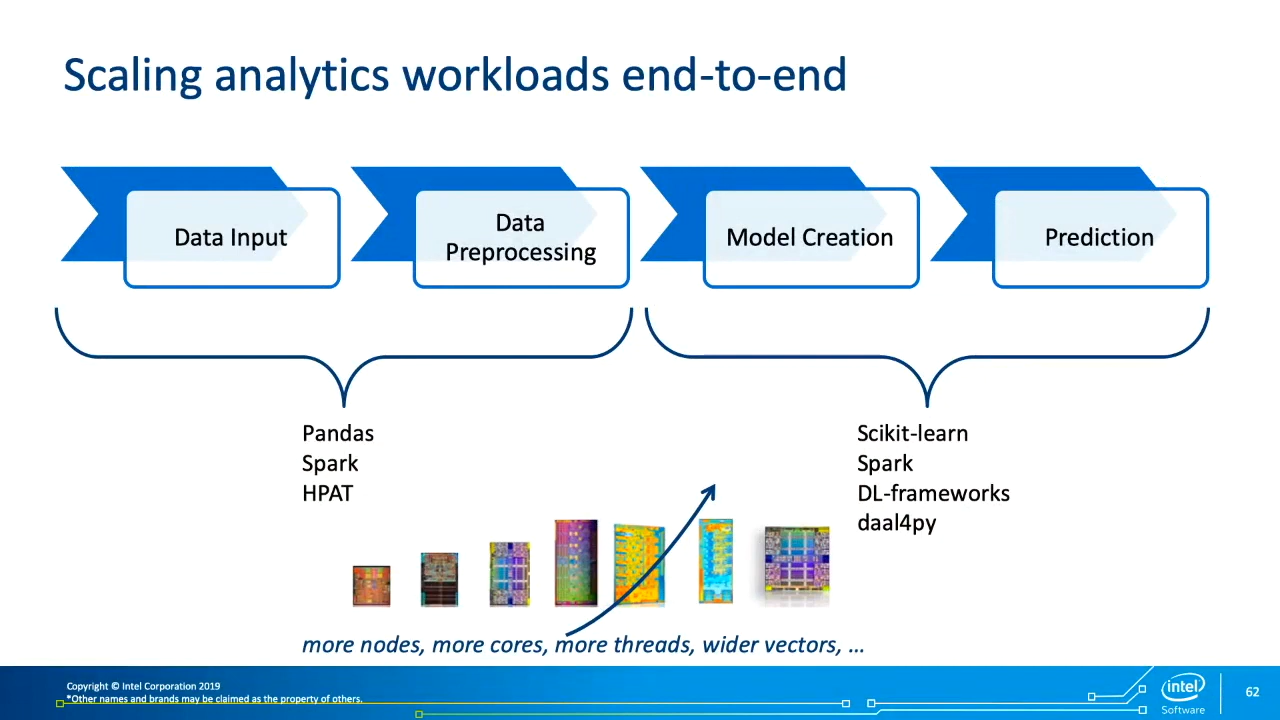 Scaling analytics workloads end-to-end
Data Input
Data
Preprocessing
Model Creation
Prediction
Pandas
Spark
HPAT
Scikit-learn
Spark
DL-frameworks
daal4py
more nodes, more cores, more threads, wider vectors, …
Copyright © Intel Corporation 2019
*Other names and brands may be claimed as the property of others.
intel
Software
62